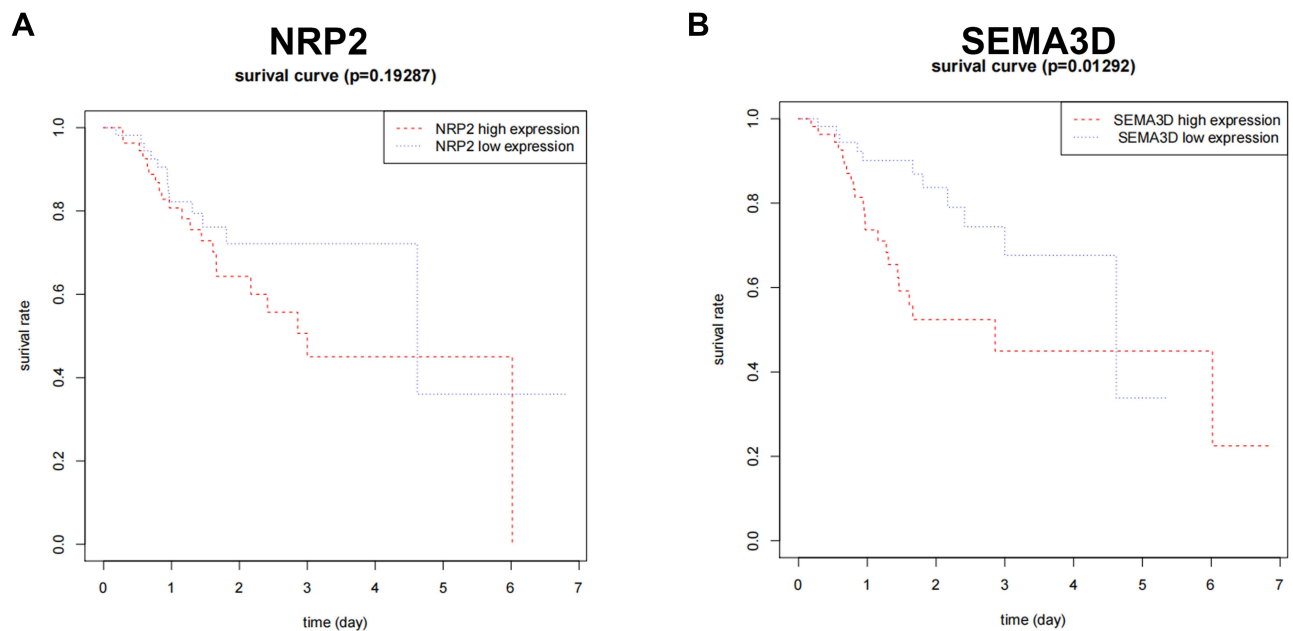 A
NRP2
surival curve (p=0.19287)
NRP2 high expression
NRP2 low expression
1.0
0.8
0.6
0.4
0.2
0.0
surival rate
0 1 2 3 4 5 6 7
time (day)
B
SEMA3D
surival curve (p=0.01292)
SEMA3D high expression
SEMA3D low expression
1.0
0.8
0.6
0.4
0.2
0.0
surival rate
0 1 2 3 4 5 6 7
time (day)